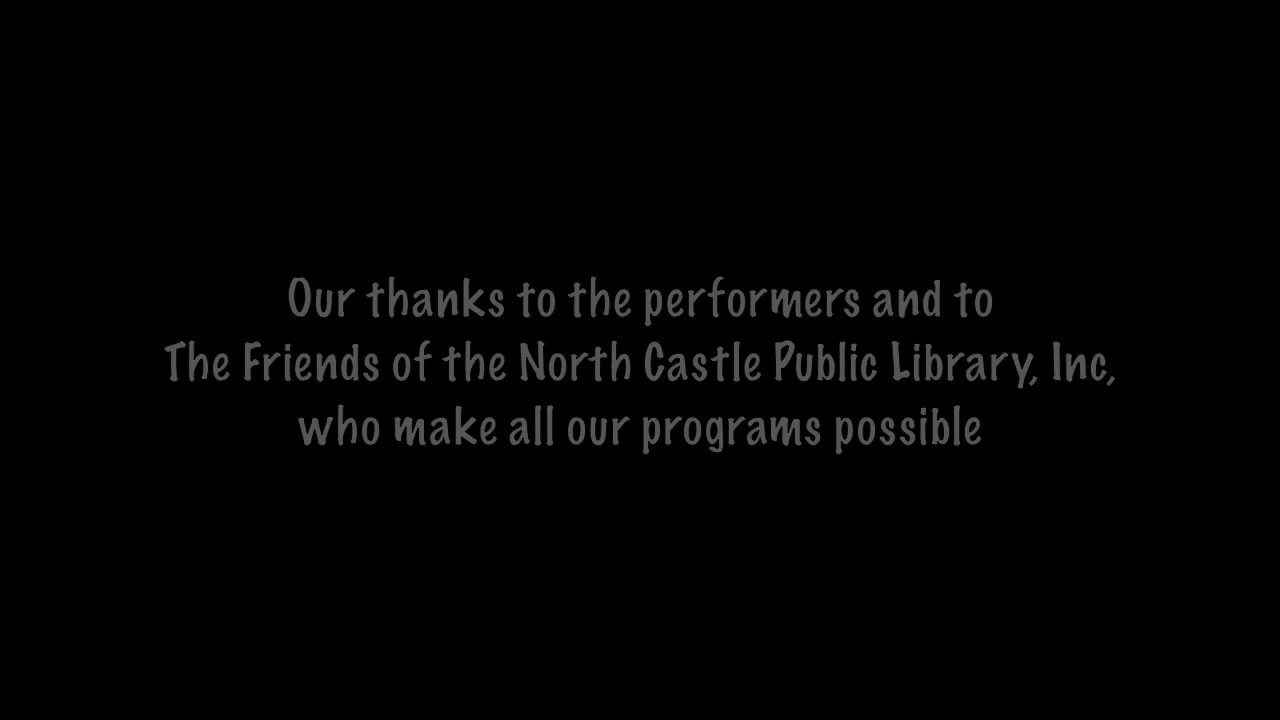 Our thanks to the performers and to
The Friends of the North Castle Public Library, Inc,
who make all our programs possible